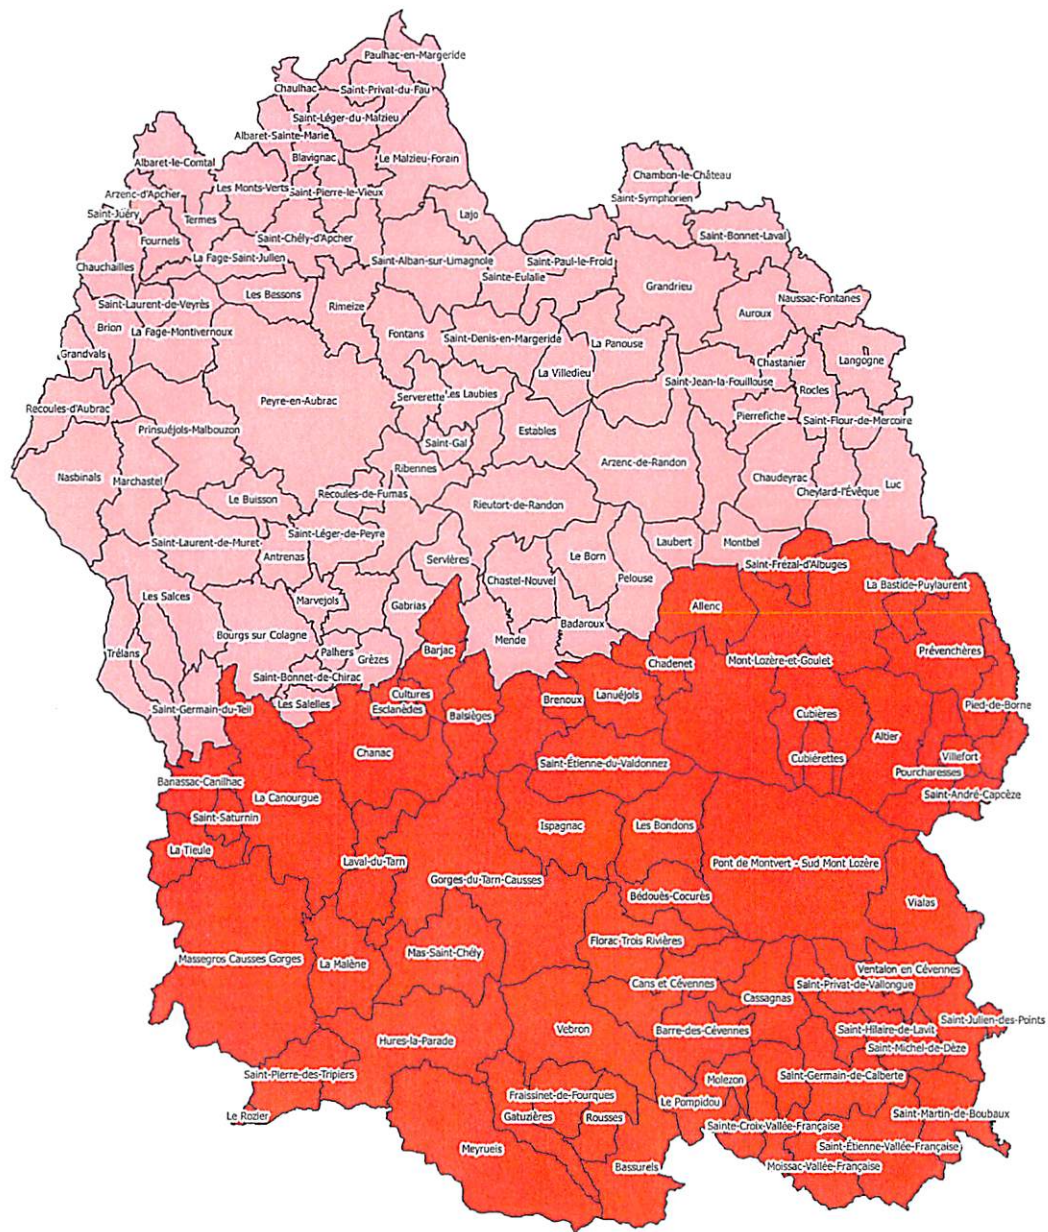 Paulhac-en-Margeride
Chaulhac
Saint-Privat-du-Fau
Saint-Léger-du-Malzieu
Albaret-Sainte-Marie
Blavignac
Le Malzieu-Forain
Albaret-le-Comtal
Chambon-le-Château
Les Monts-Verts
Saint-Pierre-le-Vieux
Arzenc-d'Apcher
Saint-Symphorien
Saint-Juéry
Termes
Lajo
Fournels
Saint-Chély-d'Apcher
Saint-Bonnet-Laval
La Fage-Saint-Julien
Saint-Alban-sur-Limagnole
Saint-Paul-le-Froid
Chauchailles
Sainte-Eulalie
Grandrieu
Les Bessons
Saint-Laurent-de-Veyrès
Rimeize
Naussac-Fontanes
Auroux
Brion
La Fage-Montivernoux
Fontans
Saint-Denis-en-Margeride
La Panouse
Grandvals
Chastanier
Langogne
La Villedieu
Saint-Jean-la-Fouillouse
Rocles
Peyre-en-Aubrac
Serverette
Les Laubies
Recoules-d'Aubrac
Pierrefiche
Saint-Flour-de-Mercoire
Prinsuéjols-Malbouzon
Estables
Saint-Gal
Arzenc-de-Randon
Ribennes
Nasbinals
Marchastel
Chaudeyrac
Luc
Cheylard-l'Évêque
Le Buisson
Recoules-de-Fumas
Rieutort-de-Randon
Saint-Léger-de-Peyre
Saint-Laurent-de-Muret
Laubert
Montbel
Antrenas
Servières
Le Born
Saint-Frézal-d'Albuges
Chastel-Nouvel
Pelouse
La Bastide-Puylaurent
Les Salces
Marvejols
Gabrias
Allenc
Badaroux
Bourgs sur Colagne
Mende
Trélans
Palhers
Barjac
Prévenchères
Grèzes
Chadenet
Mont-Lozère-et-Goulet
Saint-Bonnet-de-Chirac
Cultures
Lanuéjols
Brenoux
Les Salelles
Esclanèdes
Saint-Germain-du-Teil
Balsièges
Cubières
Pied-de-Borne
Altier
Chanac
Cubiérettes
Villefort
Saint-Étienne-du-Valdonnez
Pourcharesses
Banassac-Canilhac
Saint-André-Capcèze
La Canourgue
Saint-Saturnin
Ispagnac
Les Bondons
La Tieule
Laval-du-Tarn
Pont de Montvert - Sud Mont Lozère
Gorges-du-Tarn-Causses
Bédouès-Cocurès
Vialas
Florac-Trois Rivières
Mas-Saint-Chély
Massegros Causses Gorges
La Malène
Ventalon en Cévennes
Cans et Cévennes
Saint-Privat-de-Vallongue
Cassagnas
Saint-Julien-des-Points
Vebron
Barre-des-Cévennes
Saint-Hilaire-de-Lavit
Hures-la-Parade
Saint-Michel-de-Dèze
Saint-Pierre-des-Tripiers
Saint-Germain-de-Calberte
Molezon
Fraissinet-de-Fourques
Le Pompidou
Le Rozier
Gatuzières
Rousses
Saint-Martin-de-Boubaux
Sainte-Croix-Vallée-Française
Meyrueis
Saint-Étienne-Vallée-Française
Bassurels
Moissac-Vallée-Française